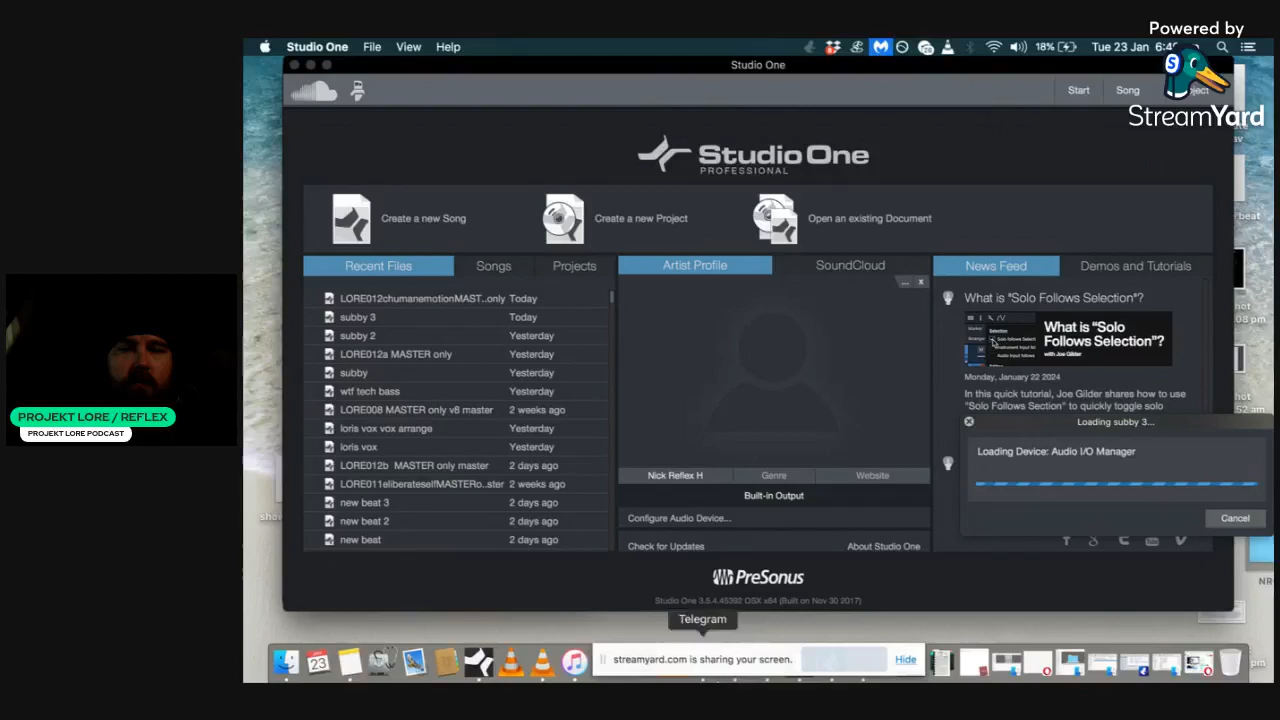 Powered by
StreamYard
Studio One File View Help
18% Tue 23 Jan
Studio One
Start Song
Studio One
PROFESSIONAL
Create a new Song
Create a new Project
Open an existing Document
Recent Files Songs Projects
Artist Profile SoundCloud
News Feed Demos and Tutorials
LORE012chumanemotionMAST..only Today
subby 3 Today
subby 2 Yesterday
LORE012a MASTER only Yesterday
subby Yesterday
wtf tech bass Yesterday
LORE008 MASTER only v8 master 2 weeks ago
loris vox vox arrange Yesterday
loris vox Yesterday
LORE012b MASTER only master 2 days ago
LORE011eliberateselfMASTERo..ster 2 weeks ago
new beat 3 2 days ago
new beat 2 2 days ago
new beat 2 days ago
... x
Nick Reflex H Genre Website
Built-in Output
Configure Audio Device...
Check for Updates About Studio One
What is "Solo Follows Selection"?
What is "Solo
Follows Selection"?
with Joe Gilder
Monday, January 22 2024
In this quick tutorial, Joe Gilder shares how to use
"Solo Follows Section" to quickly toggle solo
Loading subby 3...
Loading Device: Audio I/O Manager
Cancel
PreSonus
Studio One 3.5.4.45392 OSX x64 (Built on Nov 30 2017)
Telegram
streamyard.com is sharing your screen.
Hide
23
PROJEKT LORE / REFLEX
PROJEKT LORE PODCAST